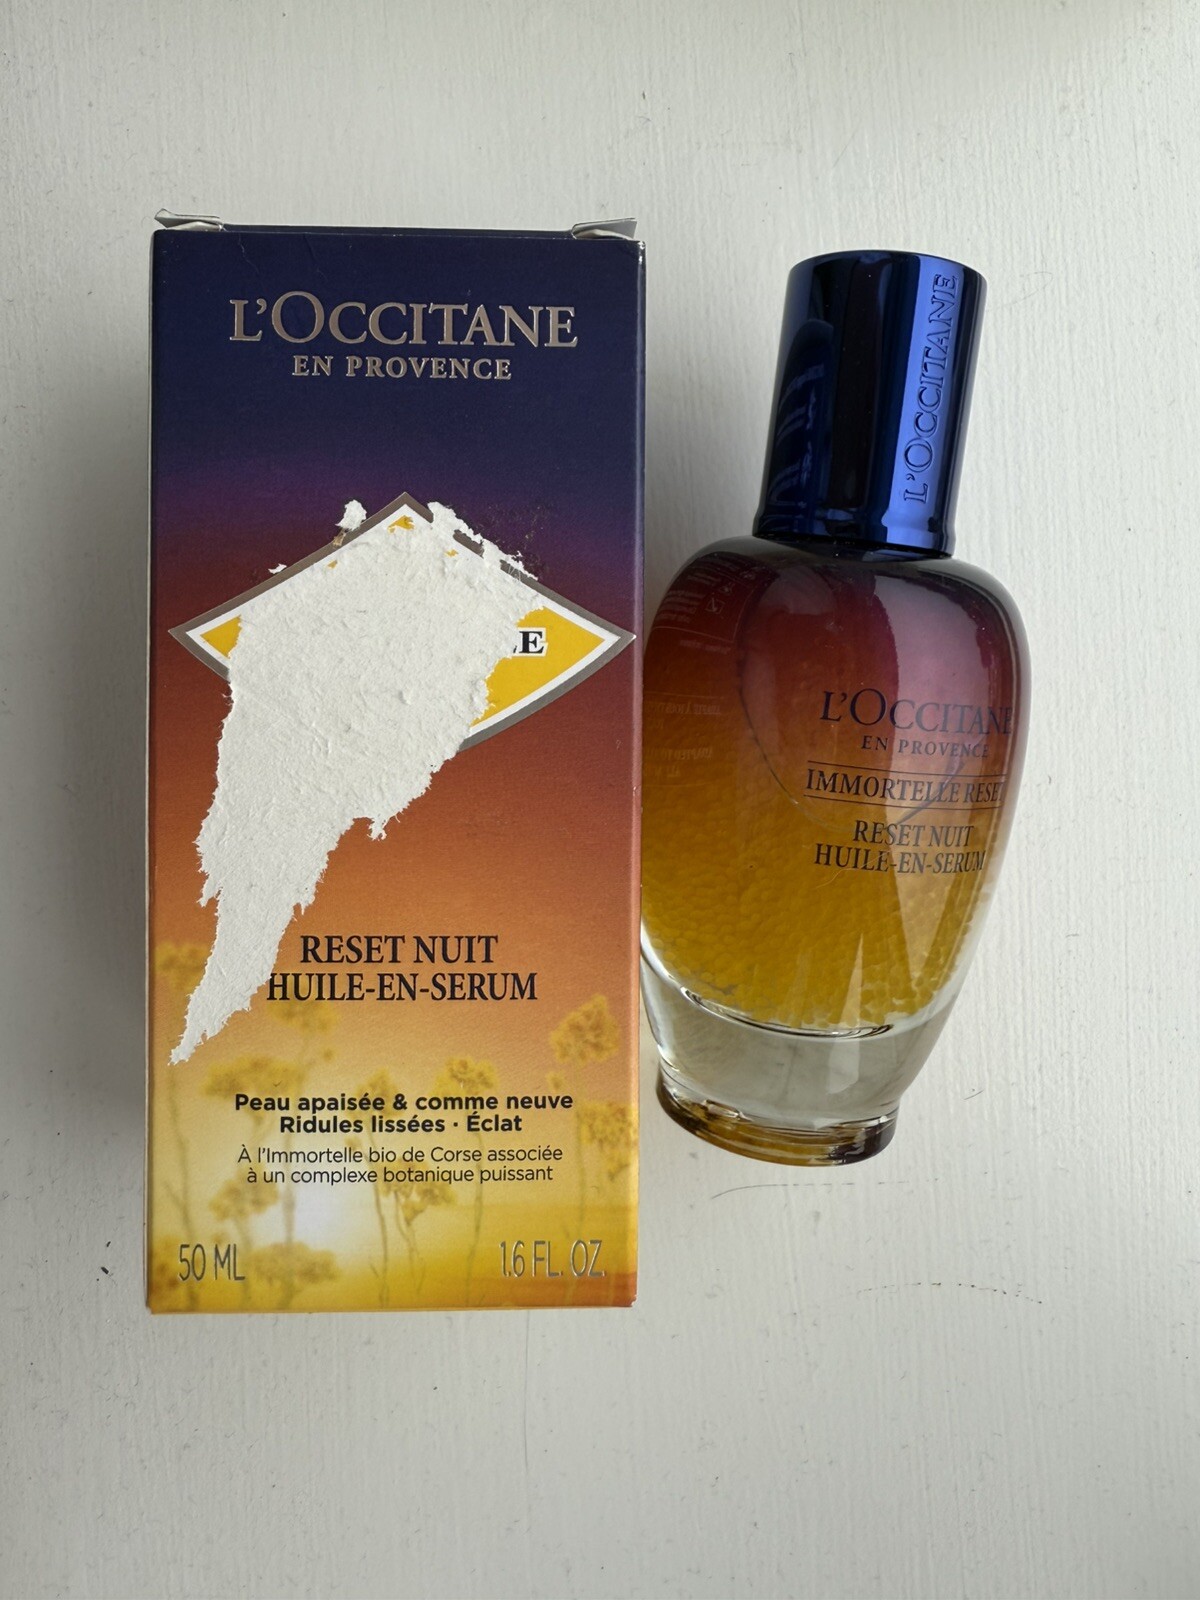 L'OCCITANE
EN PROVENCE
RESET NUIT
HUILE-EN-SERUM
Peau apaisée & comme neuve
Ridules lissées · Éclat
À l'Immortelle bio de Corse associée
à un complexe botanique puissant
50 ML
1.6 FL. OZ.
L'OCCITANE
L'OCCITANE
EN PROVENCE
IMMORTELLE RESET
RESET NUIT
HUILE-EN-SERUM